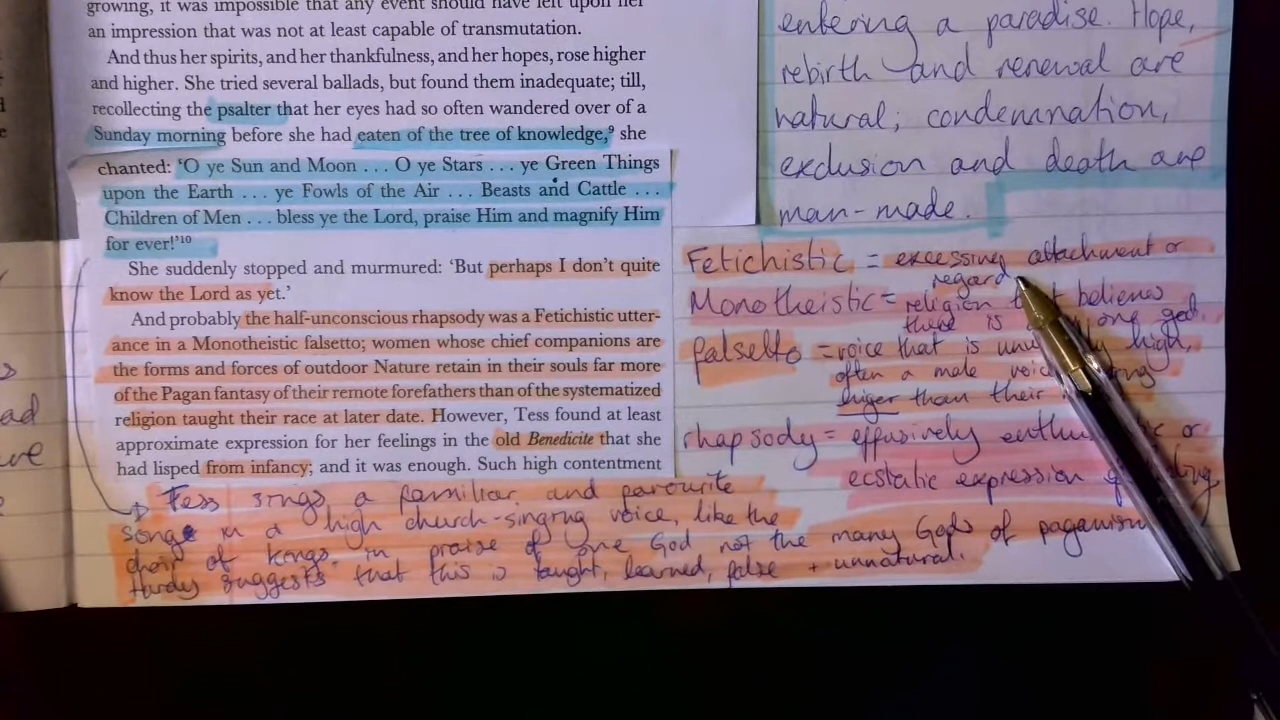 growing, it was impossible that any event should have left upon her
an impression that was not at least capable of transmutation.
And thus her spirits, and her thankfulness, and her hopes, rose higher
and higher. She tried several ballads, but found them inadequate; till,
recollecting the psalter that her eyes had so often wandered over of a
Sunday morning before she had eaten of the tree of knowledge,⁹ she
chanted: ‘O ye Sun and Moon . . . O ye Stars . . . ye Green Things
upon the Earth . . . ye Fowls of the Air . . . Beasts and Cattle . . .
Children of Men . . . bless ye the Lord, praise Him and magnify Him
for ever!’¹⁰
She suddenly stopped and murmured: ‘But perhaps I don’t quite
know the Lord as yet.’
And probably the half-unconscious rhapsody was a Fetichistic utter-
ance in a Monotheistic falsetto; women whose chief companions are
the forms and forces of outdoor Nature retain in their souls far more
of the Pagan fantasy of their remote forefathers than of the systematized
religion taught their race at later date. However, Tess found at least
approximate expression for her feelings in the old Benedicite that she
had lisped from infancy; and it was enough. Such high contentment
entering a paradise. Hope,
rebirth and renewal are
natural; condemnation,
exclusion and death are
man-made.
Fetichistic = excessing attachment or
regard
Monotheistic = religion believes
there is one god.
falsetto = voice that is high,
often a male
higer than their
rhapsody = effusively or
ecstatic expression
Tess sings a familiar and favourite
song in a high church-singing voice, like the
choir of Kings. in praise of one God not the many Gods of paganism
Hardy suggests that this is taught, learned, false + unnatural.